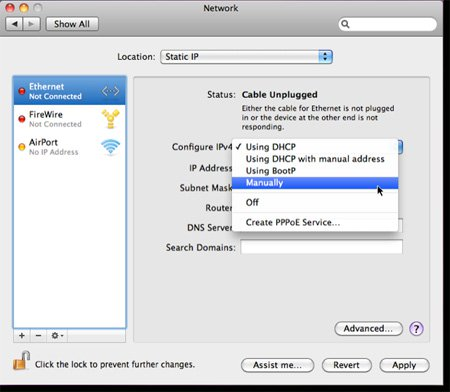 Network
Show All
Location: Static IP
Ethernet
Not Connected
FireWire
Not Connected
AirPort
No IP Address
Status: Cable Unplugged
Either the cable for Ethernet is not plugged
in or the device at the other end is not
responding.
Configure IPv4
✓ Using DHCP
Using DHCP with manual address
Using BootP
Manually
Off
Create PPPoE Service...
IP Address
Subnet Mask
Router
DNS Server
Search Domains:
Advanced...
?
Click the lock to prevent further changes.
Assist me...
Revert
Apply